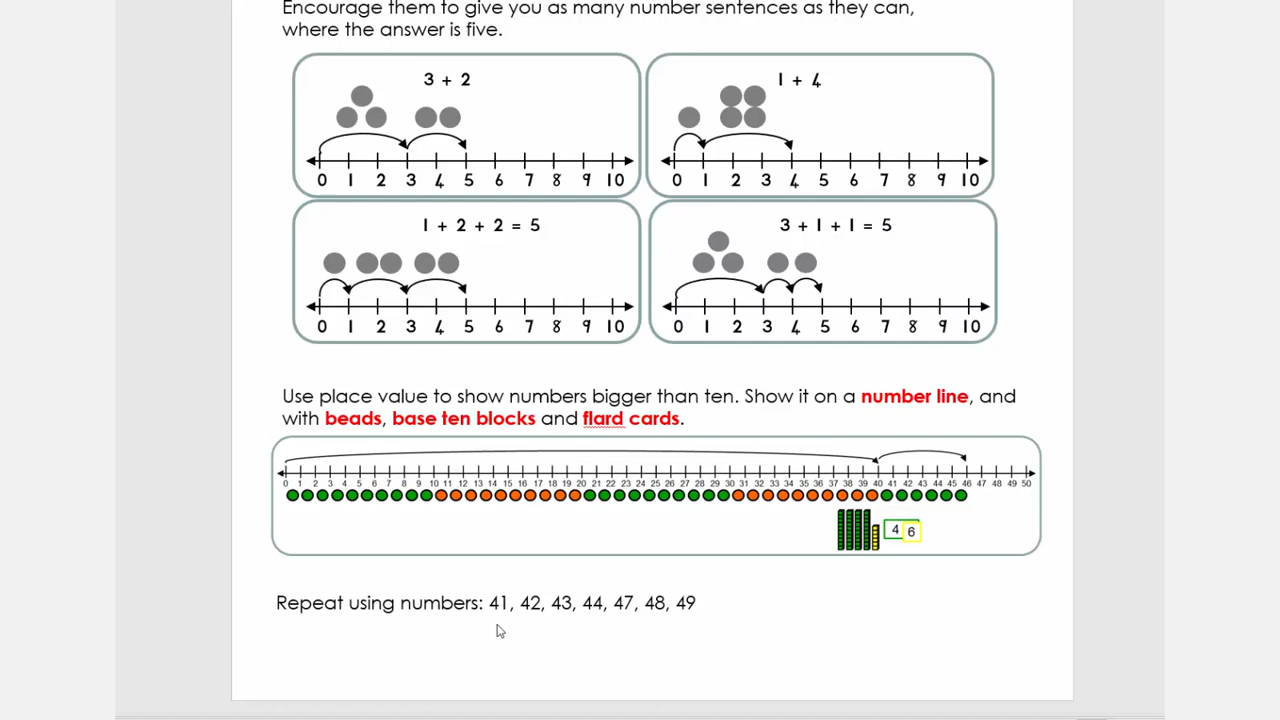 Encourage them to give you as many number sentences as they can,
where the answer is five.
3 + 2
0 1 2 3 4 5 6 7 8 9 10
1 + 4
0 1 2 3 4 5 6 7 8 9 10
1 + 2 + 2 = 5
0 1 2 3 4 5 6 7 8 9 10
3 + 1 + 1 = 5
0 1 2 3 4 5 6 7 8 9 10
Use place value to show numbers bigger than ten. Show it on a number line, and
with beads, base ten blocks and flard cards.
0 1 2 3 4 5 6 7 8 9 10 11 12 13 14 15 16 17 18 19 20 21 22 23 24 25 26 27 28 29 30 31 32 33 34 35 36 37 38 39 40 41 42 43 44 45 46 47 48 49 50
4 6
Repeat using numbers: 41, 42, 43, 44, 47, 48, 49